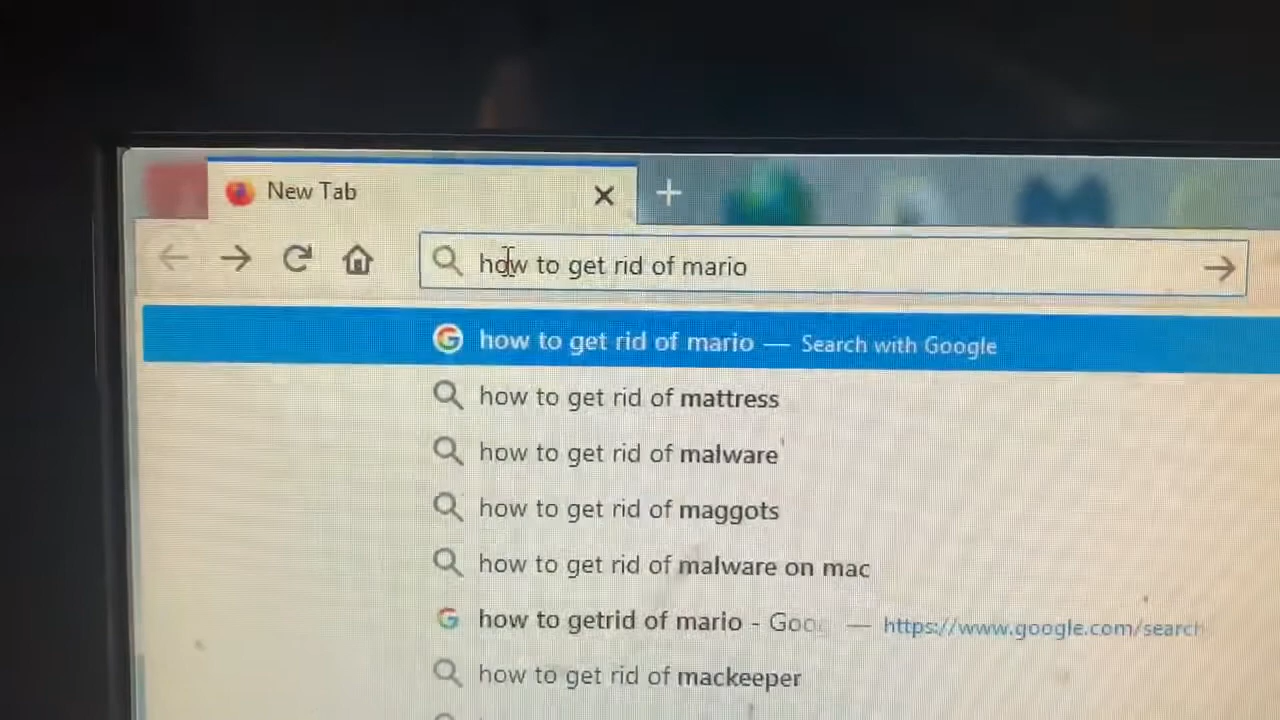 New Tab
how to get rid of mario
how to get rid of mario — Search with Google
how to get rid of mattress
how to get rid of malware
how to get rid of maggots
how to get rid of malware on mac
how to getrid of mario - Goo — https://www.google.com/search
how to get rid of mackeeper